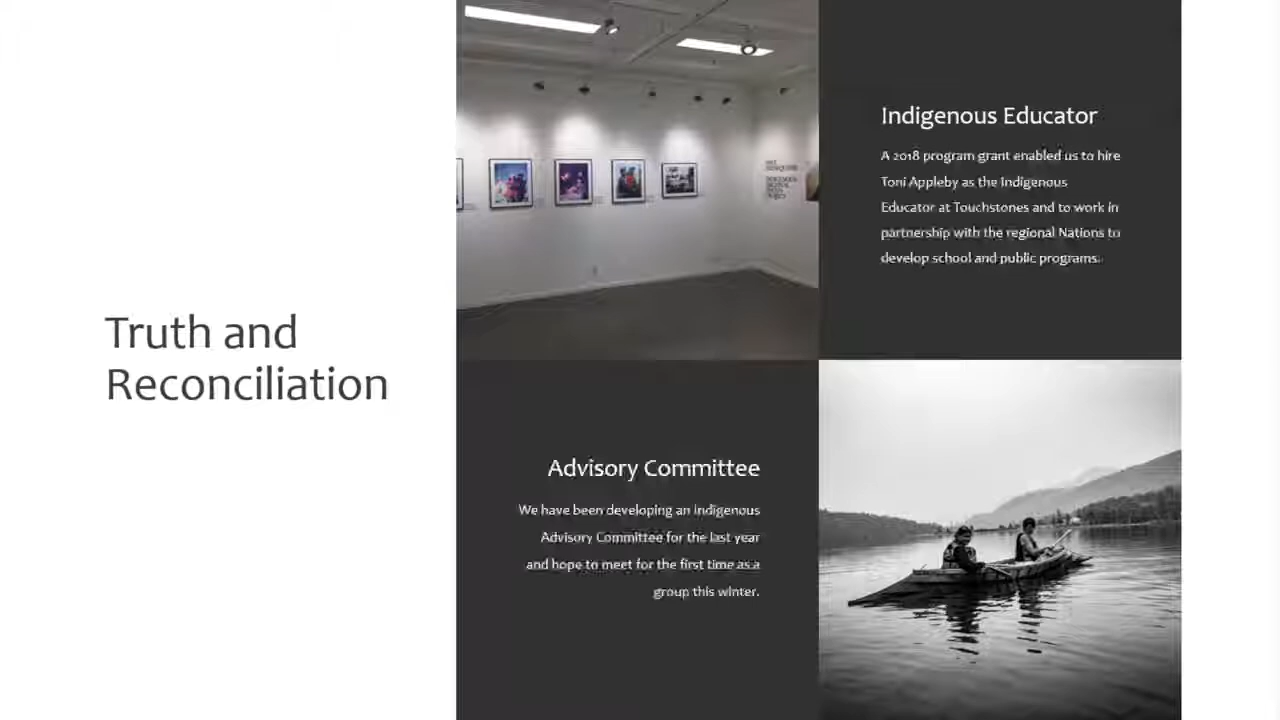 Truth and
Reconciliation
Indigenous Educator
A 2018 program grant enabled us to hire
Toni Appleby as the Indigenous
Educator at Touchstones and to work in
partnership with the regional Nations to
develop school and public programs.
Advisory Committee
We have been developing an Indigenous
Advisory Committee for the last year
and hope to meet for the first time as a
group this winter.